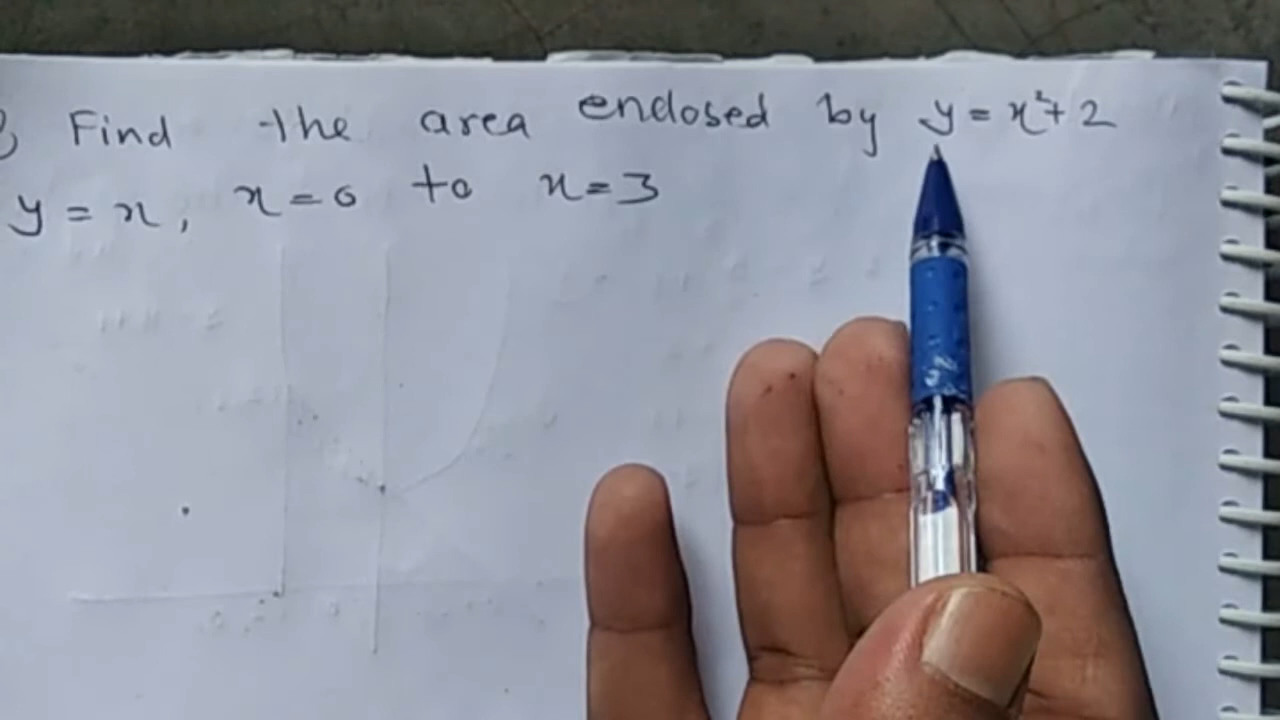 Find the area enclosed by y = x² + 2
y = x, x = 0 to x = 3